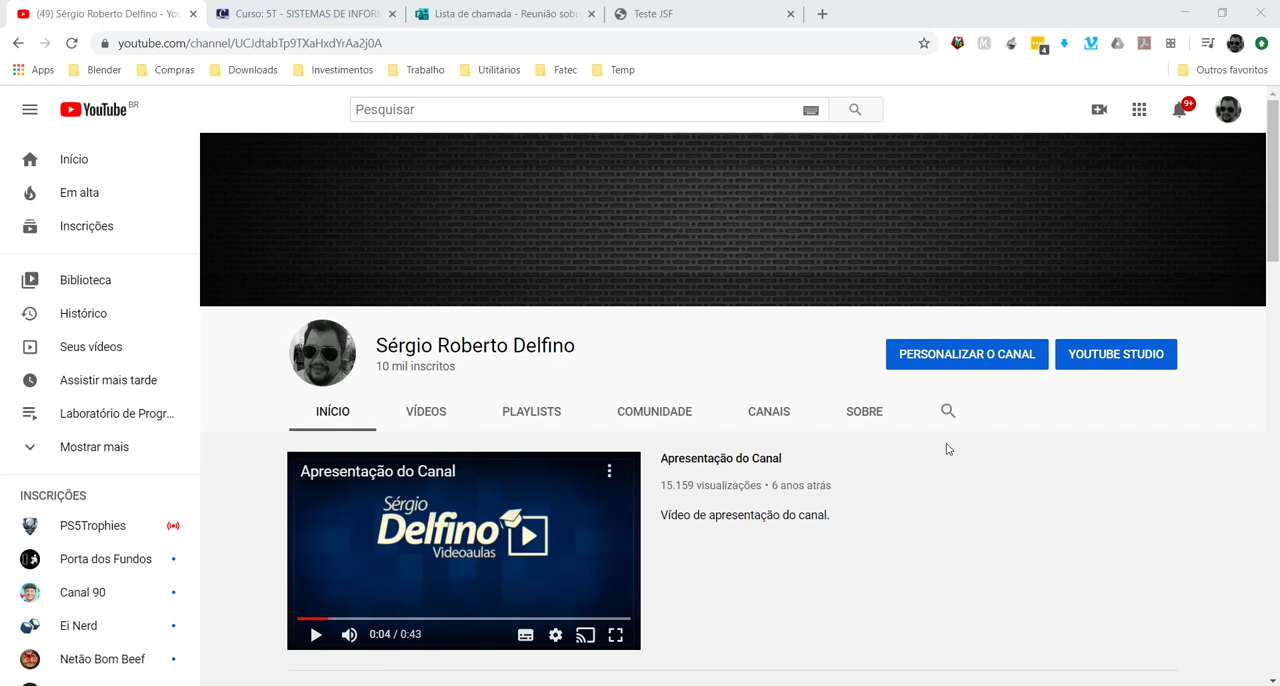 (49) Sérgio Roberto Delfino - You
Curso: 5T - SISTEMAS DE INFOR
Lista de chamada - Reunião sobr
Teste JSF
youtube.com/channel/UCJdtabTp9TXaHxdYrAa2j0A
4
Apps
Blender
Compras
Downloads
Investimentos
Trabalho
Utilitários
Fatec
Temp
Outros favoritos
YouTube BR
Pesquisar
9+
Início
Em alta
Inscrições
Biblioteca
Histórico
Seus vídeos
Assistir mais tarde
Laboratório de Progr...
Mostrar mais
INSCRIÇÕES
PS5Trophies
Porta dos Fundos
Canal 90
Ei Nerd
Netão Bom Beef
Sérgio Roberto Delfino
10 mil inscritos
PERSONALIZAR O CANAL
YOUTUBE STUDIO
INÍCIO
VÍDEOS
PLAYLISTS
COMUNIDADE
CANAIS
SOBRE
Apresentação do Canal
Sérgio
Delfino
Videoaulas
0:04 / 0:43
Apresentação do Canal
15.159 visualizações • 6 anos atrás
Vídeo de apresentação do canal.